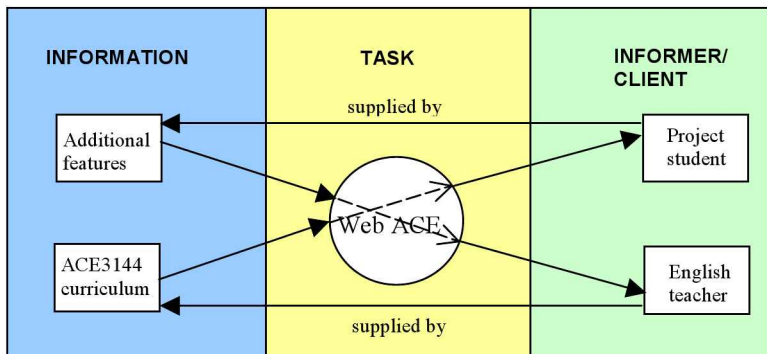 INFORMATION
TASK
INFORMER/
CLIENT
supplied by
Additional
features
Project
student
Web ACE
ACE3144
curriculum
English
teacher
supplied by